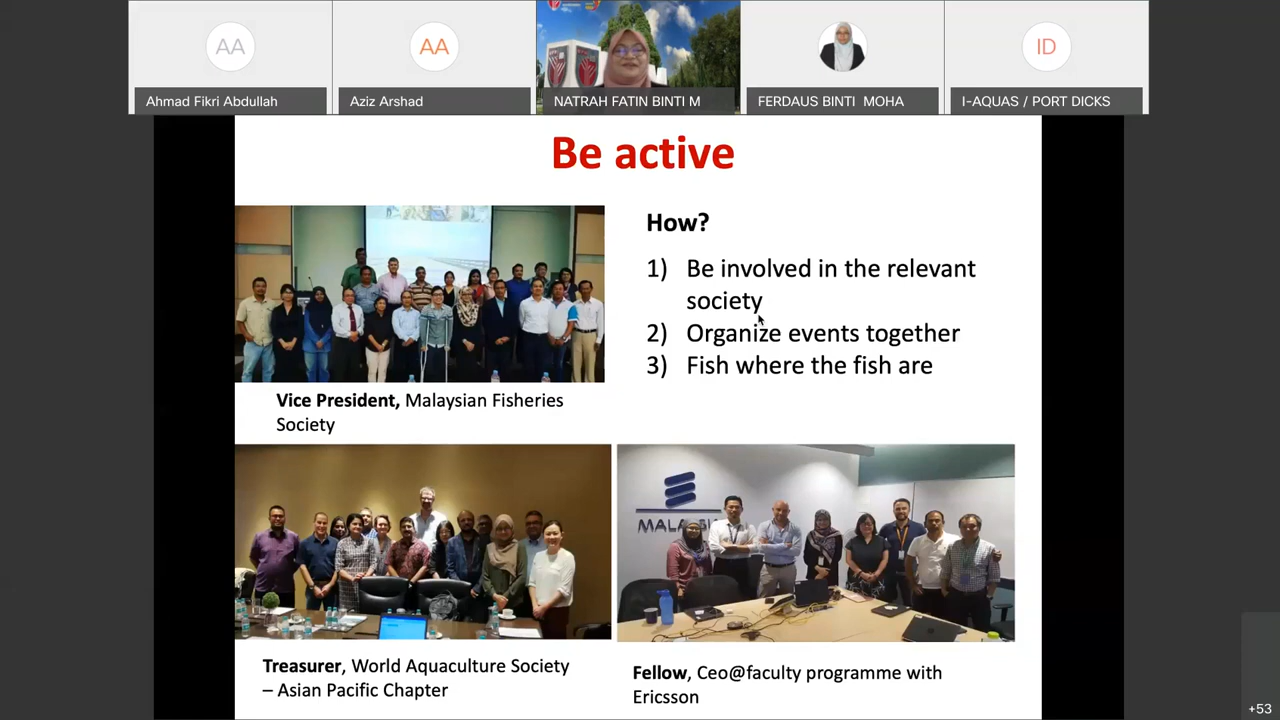 AA
AA
ID
Ahmad Fikri Abdullah
Aziz Arshad
NATRAH FATIN BINTI M
FERDAUS BINTI MOHA
I-AQUAS / PORT DICKS
Be active
How?
1) Be involved in the relevant
society
2) Organize events together
3) Fish where the fish are
Vice President, Malaysian Fisheries
Society
MALAYSI
Treasurer, World Aquaculture Society
– Asian Pacific Chapter
Fellow, Ceo@faculty programme with
Ericsson
+53